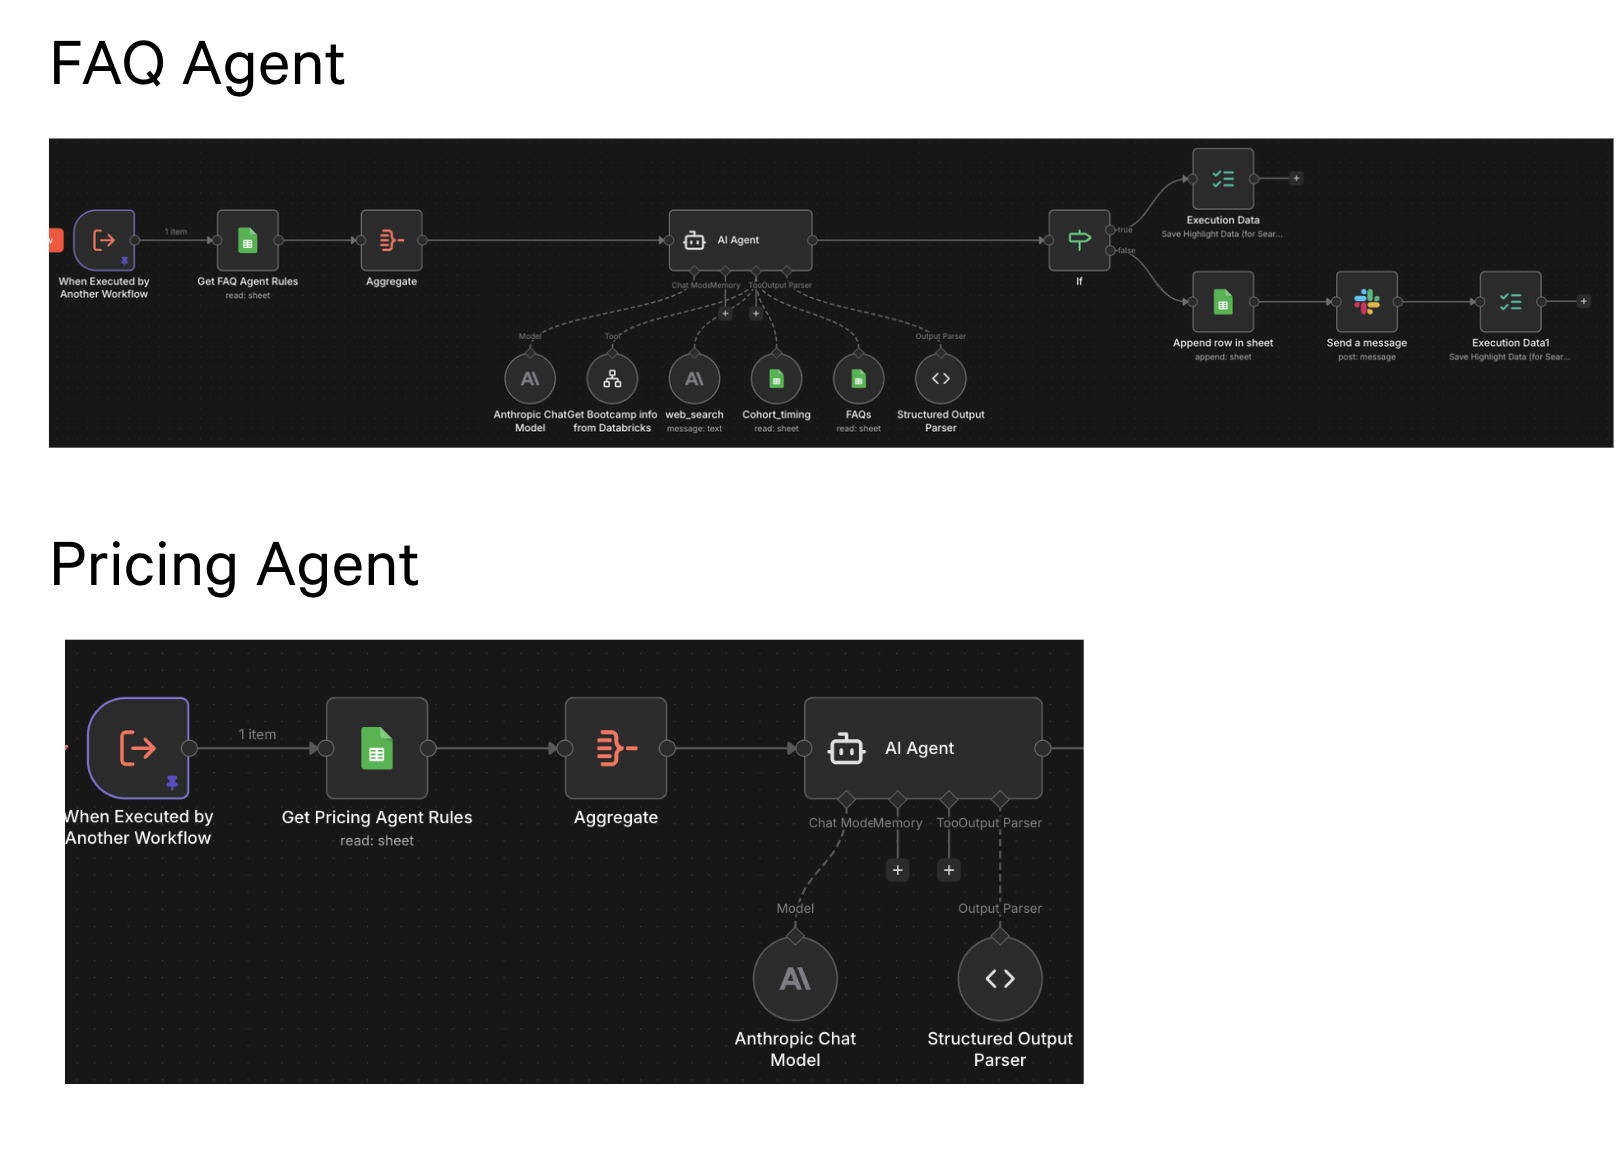 FAQ Agent
w
When Executed by
Another Workflow
1 item
Get FAQ Agent Rules
read: sheet
Aggregate
AI Agent
Chat Mode
Memory
Too
Output Parser
Model
Anthropic Chat
Model
Tool
Get Bootcamp info
from Databricks
web_search
message: text
Cohort_timing
read: sheet
FAQs
read: sheet
Output Parser
Structured Output
Parser
If
true
false
Execution Data
Save Highlight Data (for Sear...
Append row in sheet
append: sheet
Send a message
post: message
Execution Data1
Save Highlight Data (for Sear...
Pricing Agent
When Executed by
Another Workflow
1 item
Get Pricing Agent Rules
read: sheet
Aggregate
AI Agent
Chat Mode
Memory
Too
Output Parser
Model
Anthropic Chat
Model
Output Parser
Structured Output
Parser